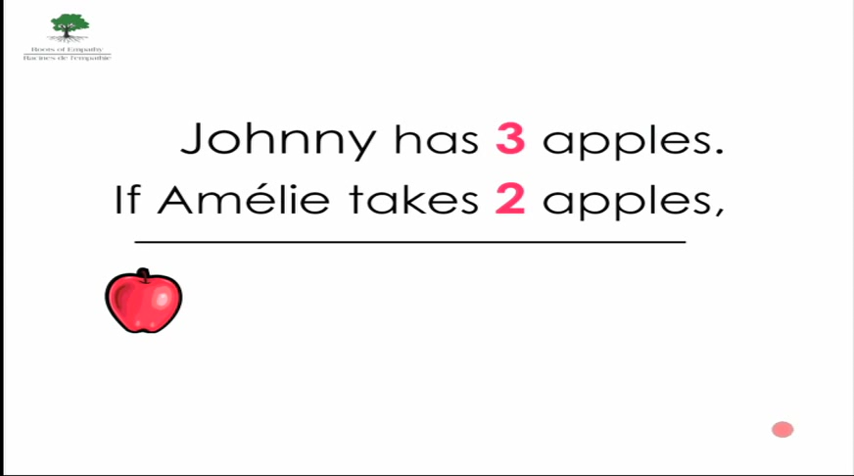 Roots of Empathy
Racines de l'empathie
Johnny has 3 apples.
If Amélie takes 2 apples,